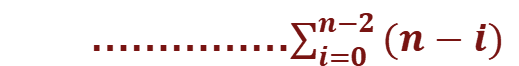 ...............∑_{i=0}^{n−2} (n − i)